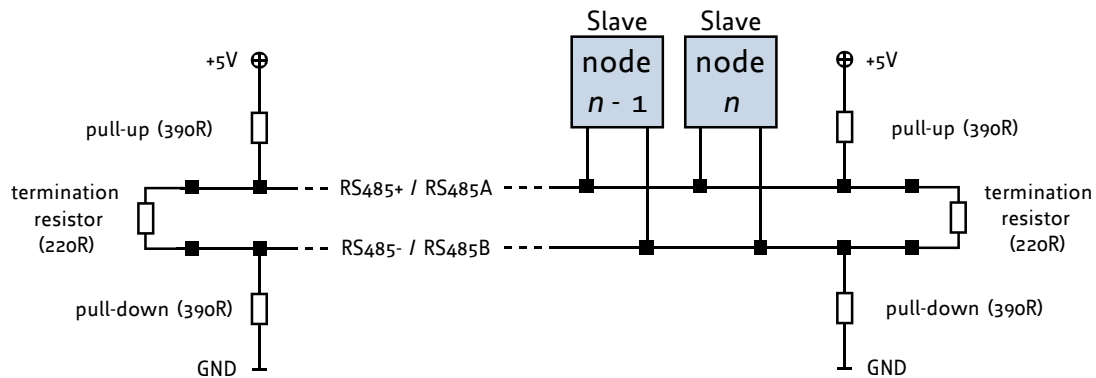 Slave
Slave
node
n - 1
node
n
+5V
+5V
pull-up (390R)
pull-up (390R)
termination
resistor
(220R)
RS485+ / RS485A
RS485- / RS485B
termination
resistor
(220R)
pull-down (390R)
pull-down (390R)
GND
GND